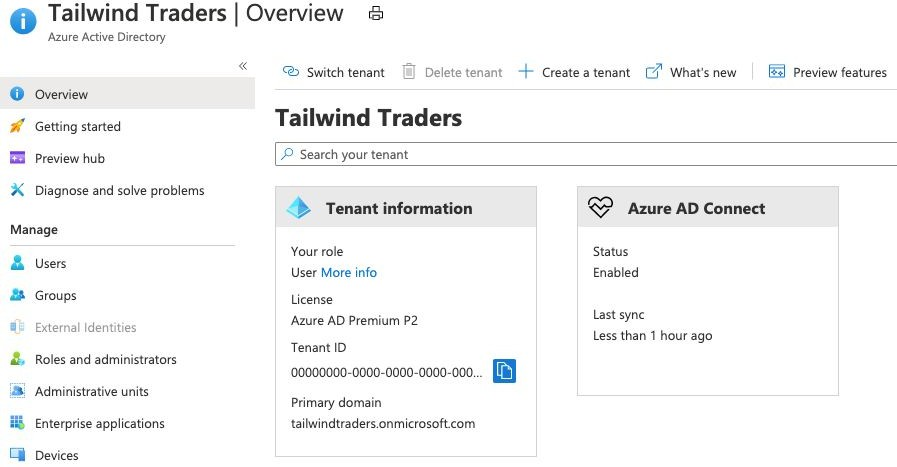 Tailwind Traders | Overview
Azure Active Directory
«
Overview
Getting started
Preview hub
Diagnose and solve problems
Manage
Users
Groups
External Identities
Roles and administrators
Administrative units
Enterprise applications
Devices
Switch tenant
Delete tenant
Create a tenant
What's new
Preview features
Tailwind Traders
Search your tenant
Tenant information
Your role
User More info
License
Azure AD Premium P2
Tenant ID
00000000-0000-0000-0000-000...
Primary domain
tailwindtraders.onmicrosoft.com
Azure AD Connect
Status
Enabled
Last sync
Less than 1 hour ago